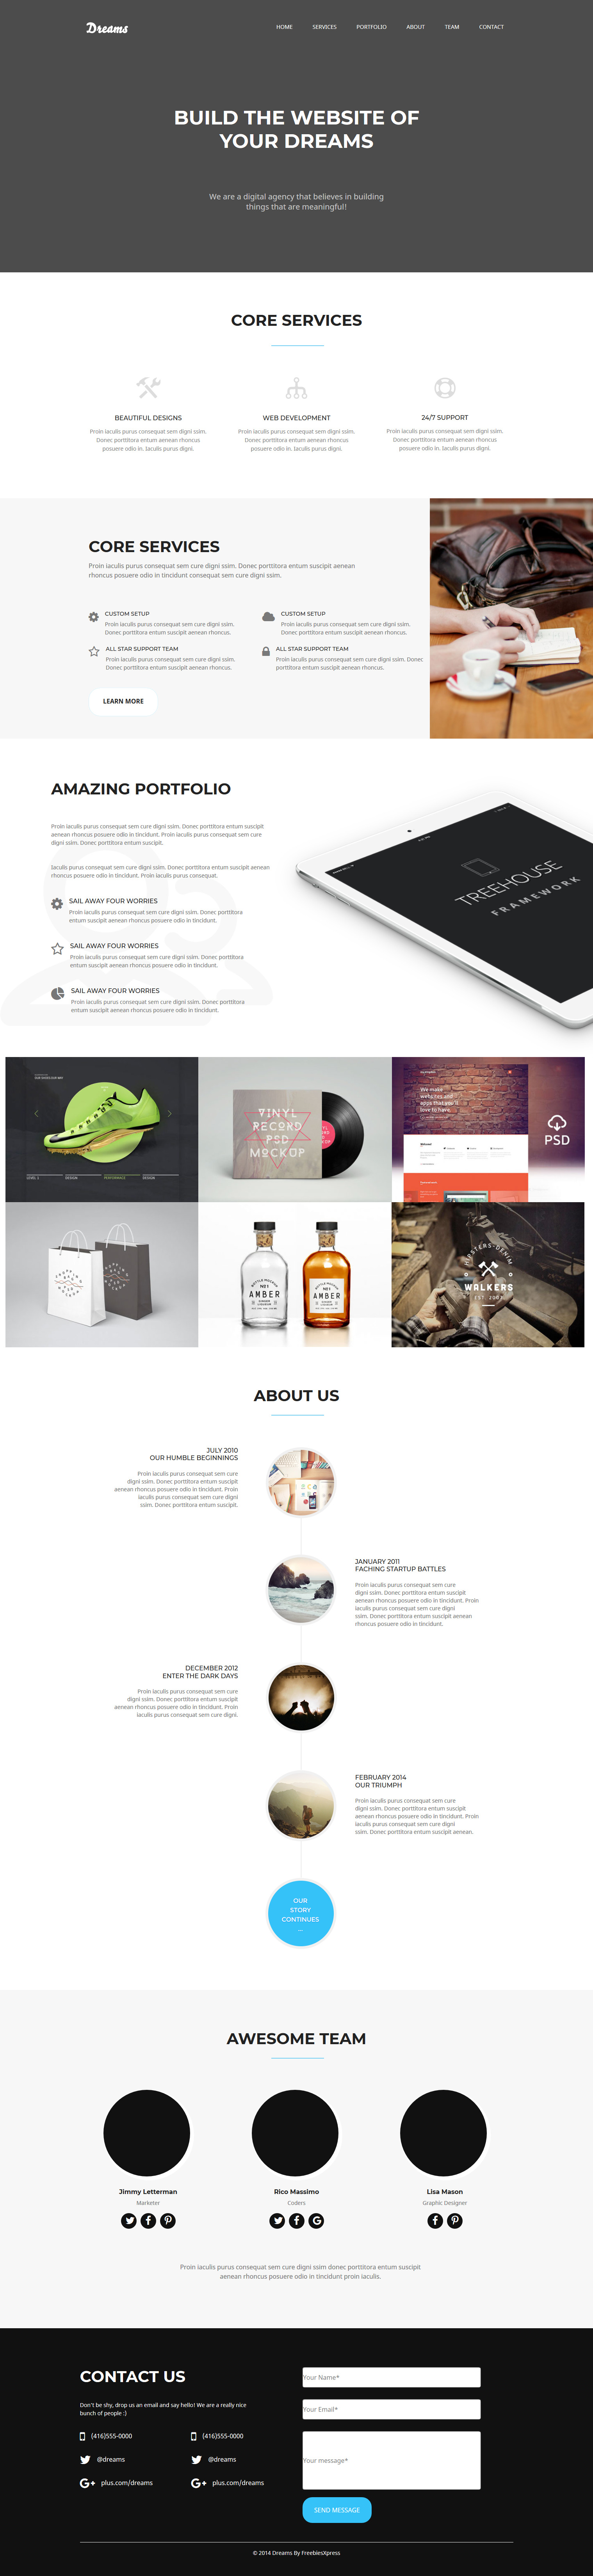 Dreams
HOME SERVICES PORTFOLIO ABOUT TEAM CONTACT
BUILD THE WEBSITE OF
YOUR DREAMS
We are a digital agency that believes in building
things that are meaningful!
CORE SERVICES
BEAUTIFUL DESIGNS
Proin iaculis purus consequat sem digni ssim.
Donec porttitora entum aenean rhoncus
posuere odio in. Iaculis purus digni.
WEB DEVELOPMENT
Proin iaculis purus consequat sem digni ssim.
Donec porttitora entum aenean rhoncus
posuere odio in. Iaculis purus digni.
24/7 SUPPORT
Proin iaculis purus consequat sem digni ssim.
Donec porttitora entum aenean rhoncus
posuere odio in. Iaculis purus digni.
CORE SERVICES
Proin iaculis purus consequat sem cure digni ssim. Donec porttitora entum suscipit aenean
rhoncus posuere odio in tincidunt consequat sem cure digni ssim.
CUSTOM SETUP
Proin iaculis purus consequat sem cure digni ssim.
Donec porttitora entum suscipit aenean rhoncus.
CUSTOM SETUP
Proin iaculis purus consequat sem cure digni ssim.
Donec porttitora entum suscipit aenean rhoncus.
ALL STAR SUPPORT TEAM
Proin iaculis purus consequat sem cure digni ssim.
Donec porttitora entum suscipit aenean rhoncus.
ALL STAR SUPPORT TEAM
Proin iaculis purus consequat sem cure digni ssim. Donec
porttitora entum suscipit aenean rhoncus.
LEARN MORE
AMAZING PORTFOLIO
Proin iaculis purus consequat sem cure digni ssim. Donec porttitora entum suscipit
aenean rhoncus posuere odio in tincidunt. Proin iaculis purus consequat sem cure
digni ssim. Donec porttitora entum suscipit.
Iaculis purus consequat sem cure digni ssim. Donec porttitora entum suscipit aenean
rhoncus posuere odio in tincidunt. Proin iaculis purus consequat.
SAIL AWAY FOUR WORRIES
Proin iaculis purus consequat sem cure digni ssim. Donec porttitora
entum suscipit aenean rhoncus posuere odio in tincidunt.
SAIL AWAY FOUR WORRIES
Proin iaculis purus consequat sem cure digni ssim. Donec porttitora
entum suscipit aenean rhoncus posuere odio in tincidunt.
SAIL AWAY FOUR WORRIES
Proin iaculis purus consequat sem cure digni ssim. Donec porttitora
entum suscipit aenean rhoncus posuere odio in tincidunt.
TREEHOUSE
FRAMEWORK
LEVEL 1 DESIGN PERFORMANCE DESIGN
VINYL
RECORD
PSD
MOCKUP
We make
websites and
apps that you'll
love to have.
PSD
AMBER
AMBER
HIPSTERS-DENIM
WALKERS
ABOUT US
JULY 2010
OUR HUMBLE BEGINNINGS
Proin iaculis purus consequat sem cure
digni ssim. Donec porttitora entum suscipit
aenean rhoncus posuere odio in tincidunt. Proin
iaculis purus consequat sem cure digni
ssim. Donec porttitora entum suscipit.
JANUARY 2011
FACHING STARTUP BATTLES
Proin iaculis purus consequat sem cure
digni ssim. Donec porttitora entum suscipit
aenean rhoncus posuere odio in tincidunt. Proin
iaculis purus consequat sem cure digni
ssim. Donec porttitora entum suscipit aenean
rhoncus posuere odio in tincidunt.
DECEMBER 2012
ENTER THE DARK DAYS
Proin iaculis purus consequat sem cure
digni ssim. Donec porttitora entum suscipit
aenean rhoncus posuere odio in tincidunt. Proin
iaculis purus consequat sem cure digni.
FEBRUARY 2014
OUR TRIUMPH
Proin iaculis purus consequat sem cure
digni ssim. Donec porttitora entum suscipit
aenean rhoncus posuere odio in tincidunt. Proin
iaculis purus consequat sem cure digni
ssim. Donec porttitora entum suscipit aenean.
OUR
STORY
CONTINUES
...
AWESOME TEAM
Jimmy Letterman
Marketer
Rico Massimo
Coders
Lisa Mason
Graphic Designer
Proin iaculis purus consequat sem cure digni ssim donec porttitora entum suscipit
aenean rhoncus posuere odio in tincidunt proin iaculis.
CONTACT US
Don't be shy, drop us an email and say hello! We are a really nice
bunch of people :)
(416)555-0000 (416)555-0000
@dreams @dreams
plus.com/dreams plus.com/dreams
Your Name*
Your Email*
Your message*
SEND MESSAGE
© 2014 Dreams By FreebiesXpress